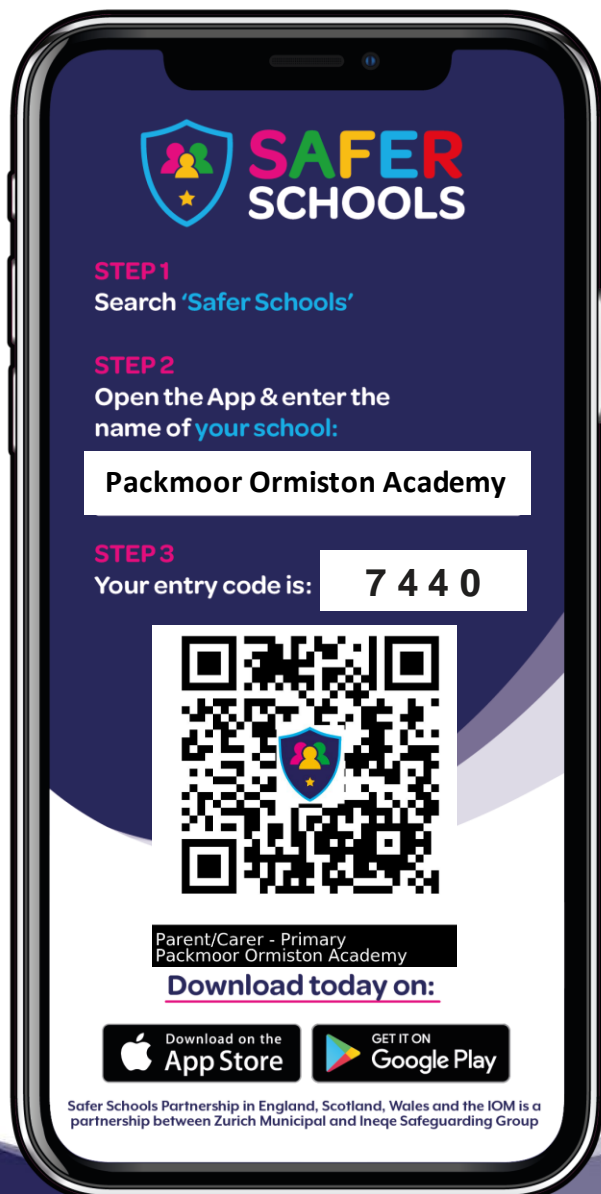 SAFER
SCHOOLS
STEP 1
Search ‘Safer Schools’
STEP 2
Open the App & enter the
name of your school:
Packmoor Ormiston Academy
STEP 3
Your entry code is: 7 4 4 0
Parent/Carer - Primary
Packmoor Ormiston Academy
Download today on:
Download on the
App Store
GET IT ON
Google Play
Safer Schools Partnership in England, Scotland, Wales and the IOM is a
partnership between Zurich Municipal and Ineqe Safeguarding Group